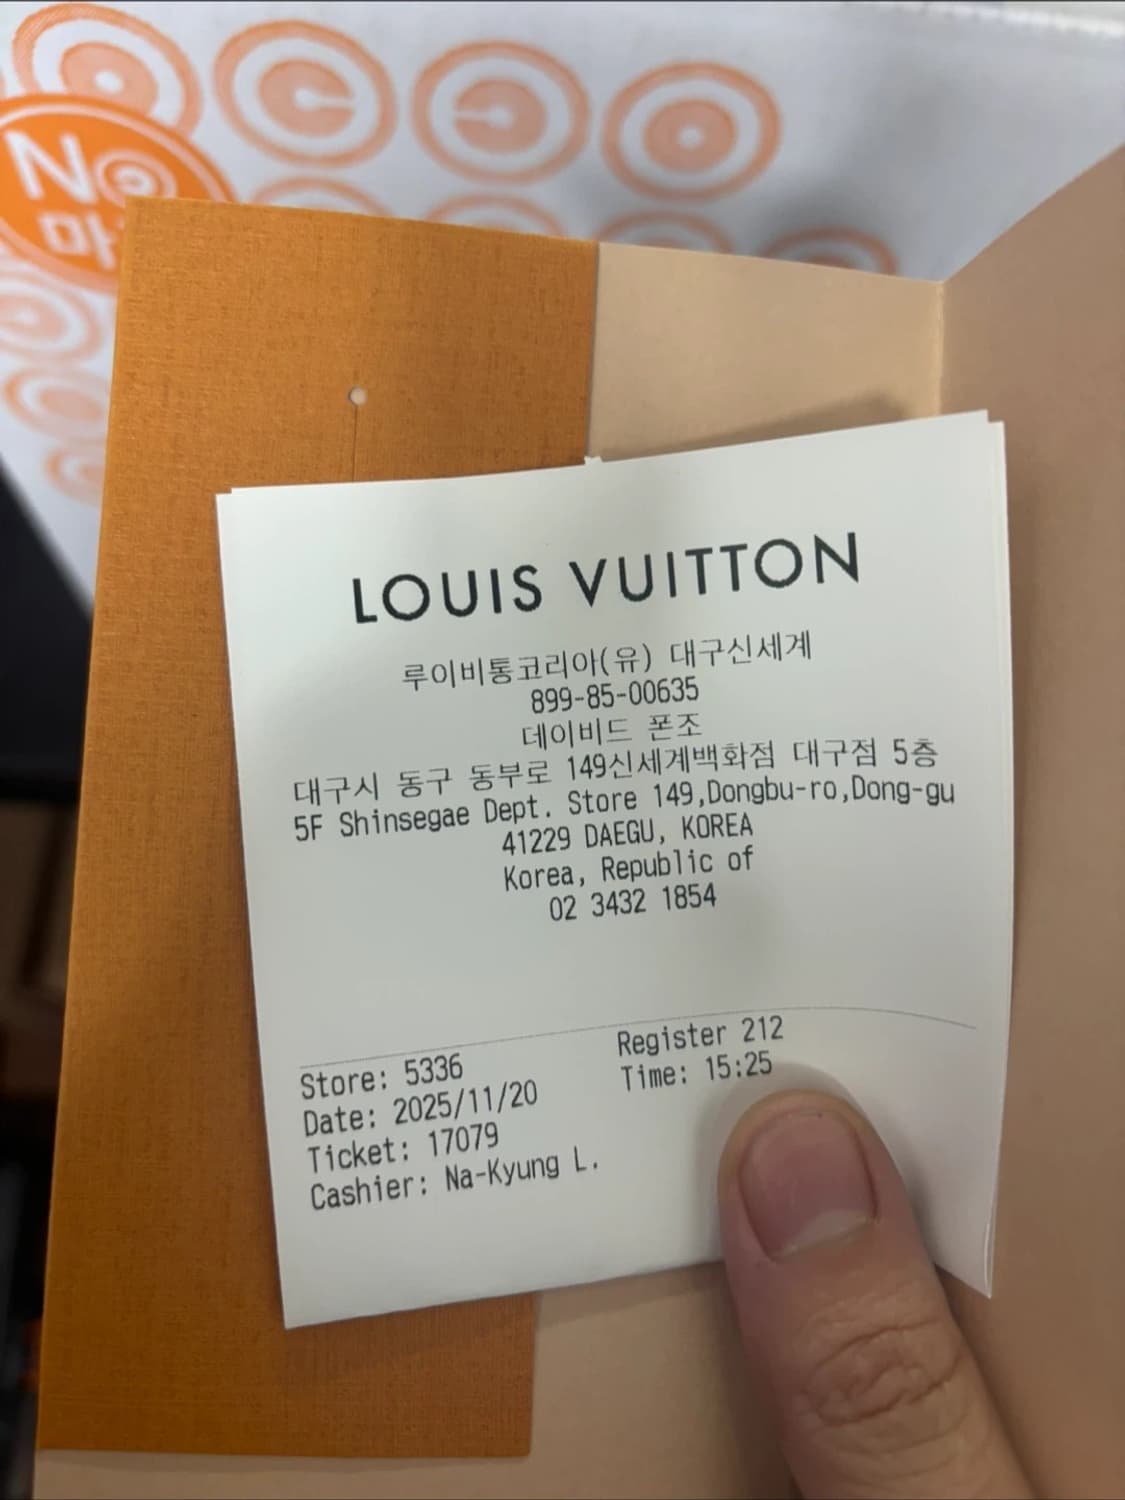 No
마
LOUIS VUITTON
루이비통코리아(유) 대구신세계
899-85-00635
데이비드 폰조
대구시 동구 동부로 149신세계백화점 대구점 5층
5F Shinsegae Dept. Store 149,Dongbu-ro,Dong-gu
41229 DAEGU, KOREA
Korea, Republic of
02 3432 1854
Store: 5336 Register 212
Date: 2025/11/20 Time: 15:25
Ticket: 17079
Cashier: Na-Kyung L.